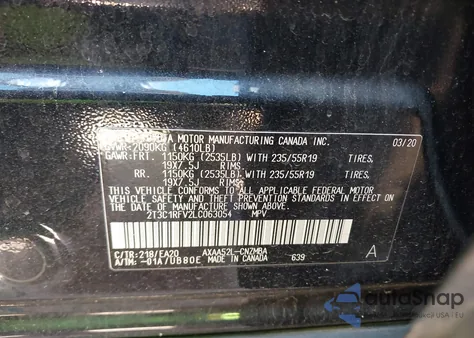 MOTOR MANUFACTURING CANADA INC. 03/20
GVWR: 2090KG (4610LB)
GAWR: FRT. 1150KG (2535LB) WITH 235/55R19 TIRES,
19X7.5J RIMS,
RR. 1150KG (2535LB) WITH 235/55R19 TIRES,
19X7.5J RIMS,
THIS VEHICLE CONFORMS TO ALL APPLICABLE FEDERAL
MOTOR VEHICLE SAFETY, AND THEFT PREVENTION
STANDARDS IN EFFECT ON THE DATE OF
MANUFACTURE SHOWN ABOVE.
2T3C1RFV2LC063054 MPV
A
C/TR: 218/EA20 AXAA52L-CNZMBA
A/TM: -01A/UB80E MADE IN CANADA 639
autoSnap